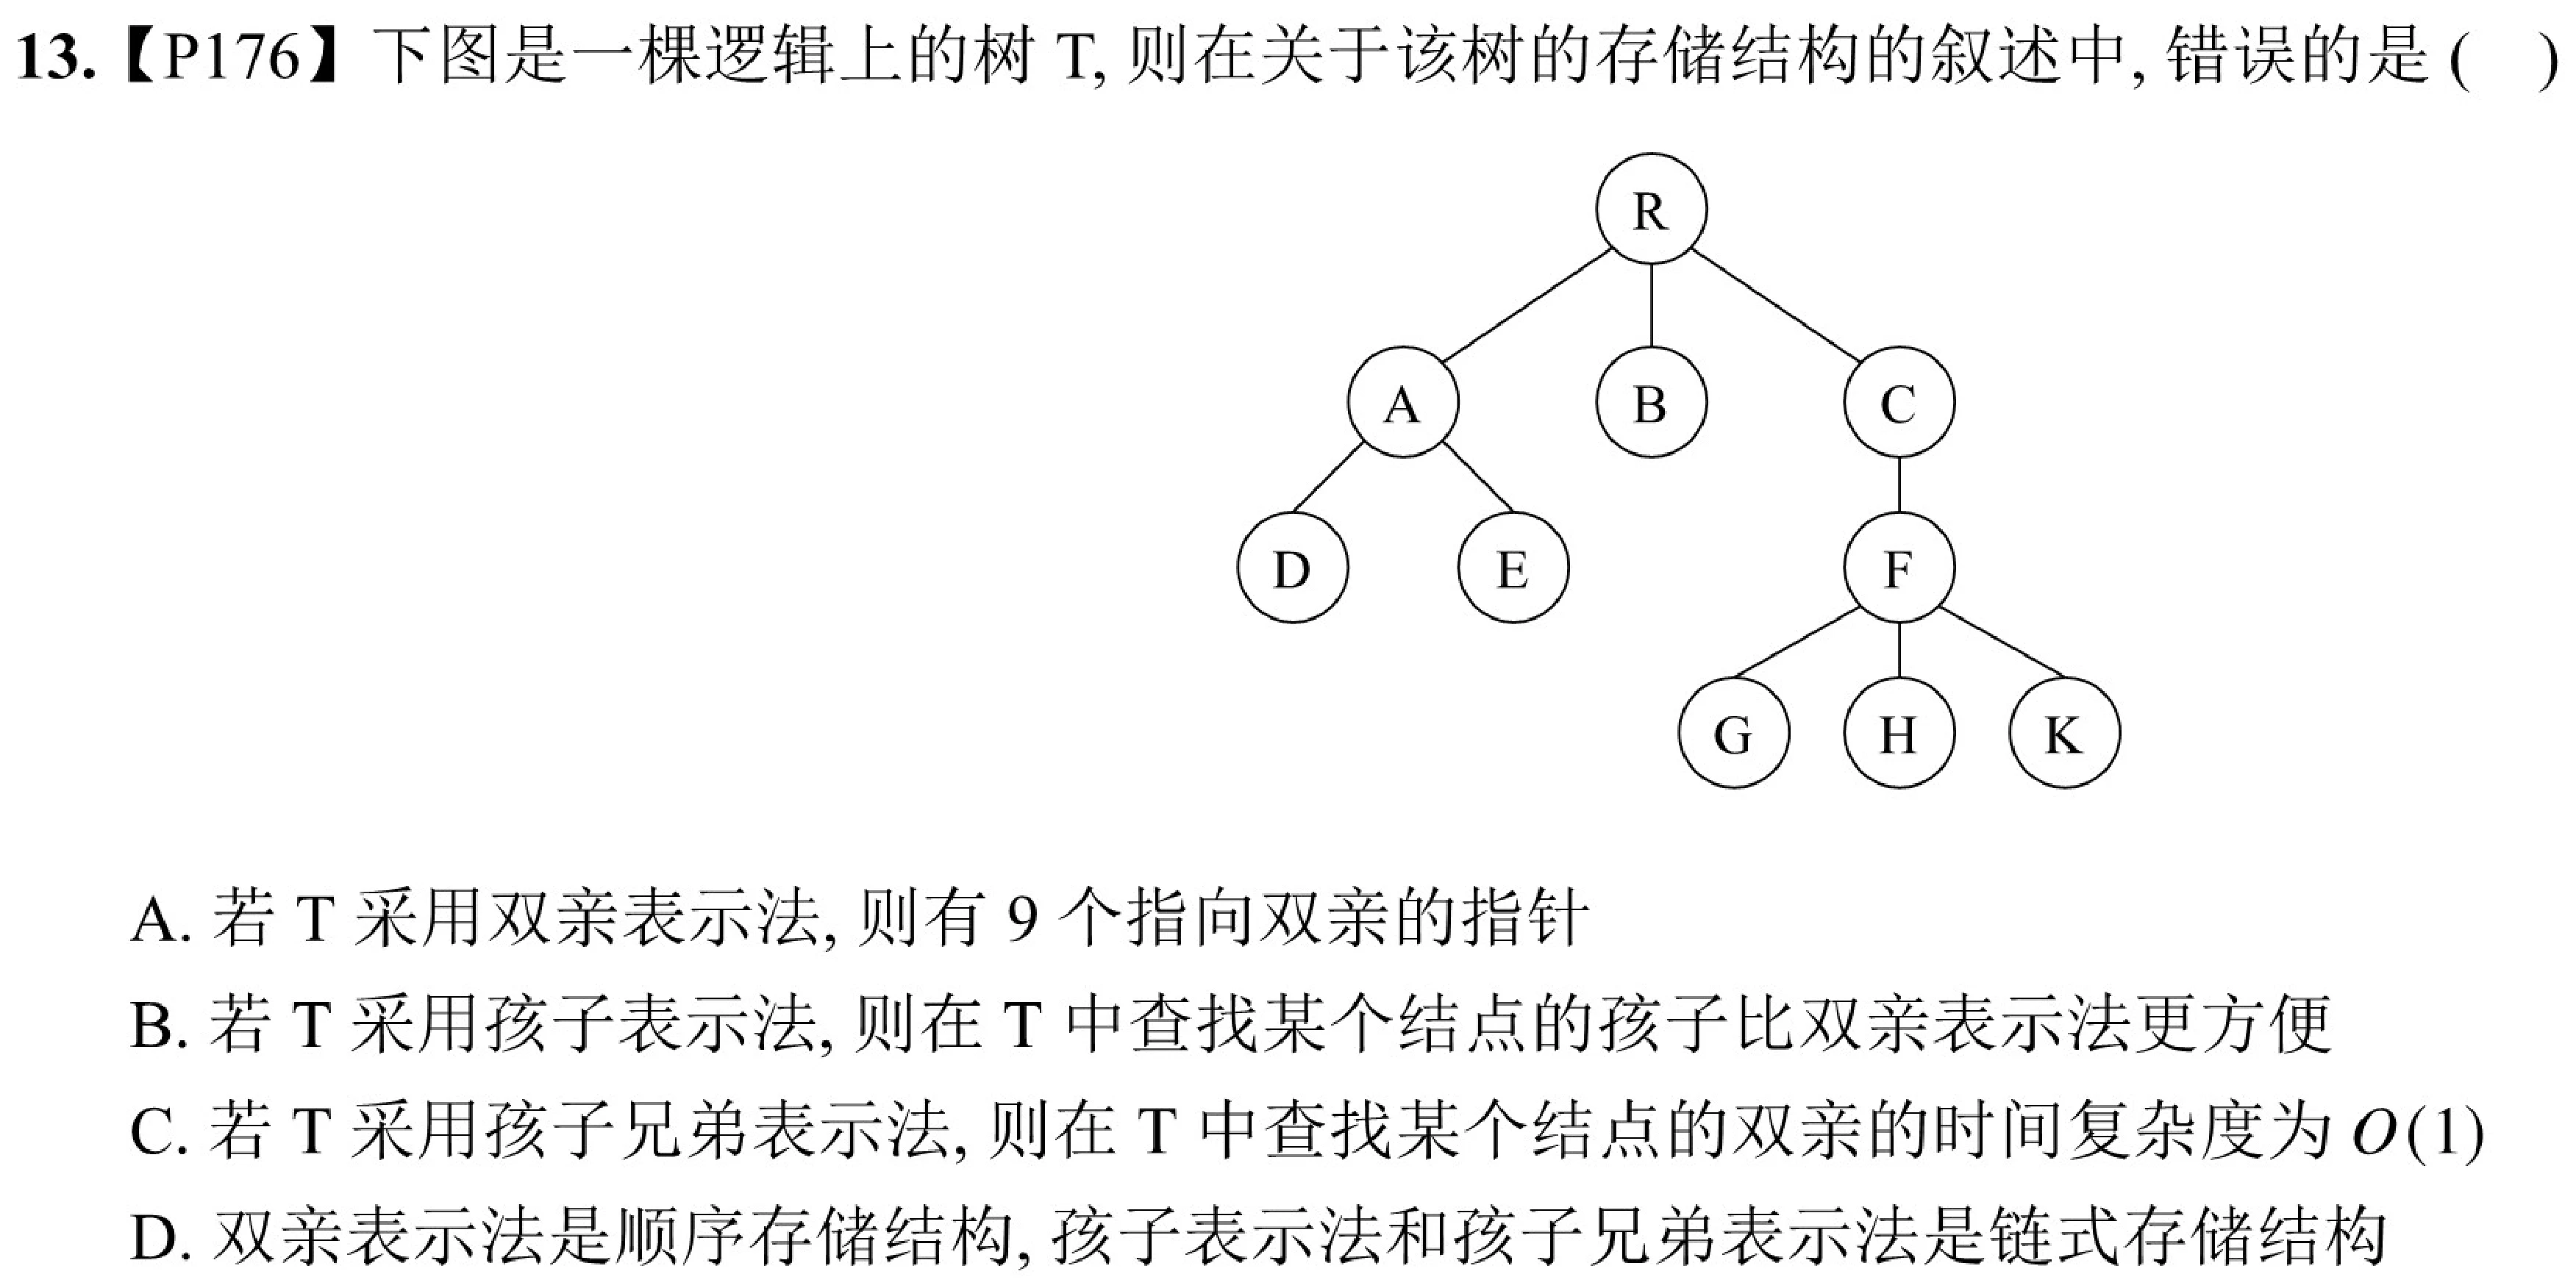 13.【P176】下图是一棵逻辑上的树 T, 则在关于该树的存储结构的叙述中, 错误的是 ( )
R
A B C
D E F
G H K
A. 若 T 采用双亲表示法, 则有 9 个指向双亲的指针
B. 若 T 采用孩子表示法, 则在 T 中查找某个结点的孩子比双亲表示法更方便
C. 若 T 采用孩子兄弟表示法, 则在 T 中查找某个结点的双亲的时间复杂度为 O(1)
D. 双亲表示法是顺序存储结构, 孩子表示法和孩子兄弟表示法是链式存储结构